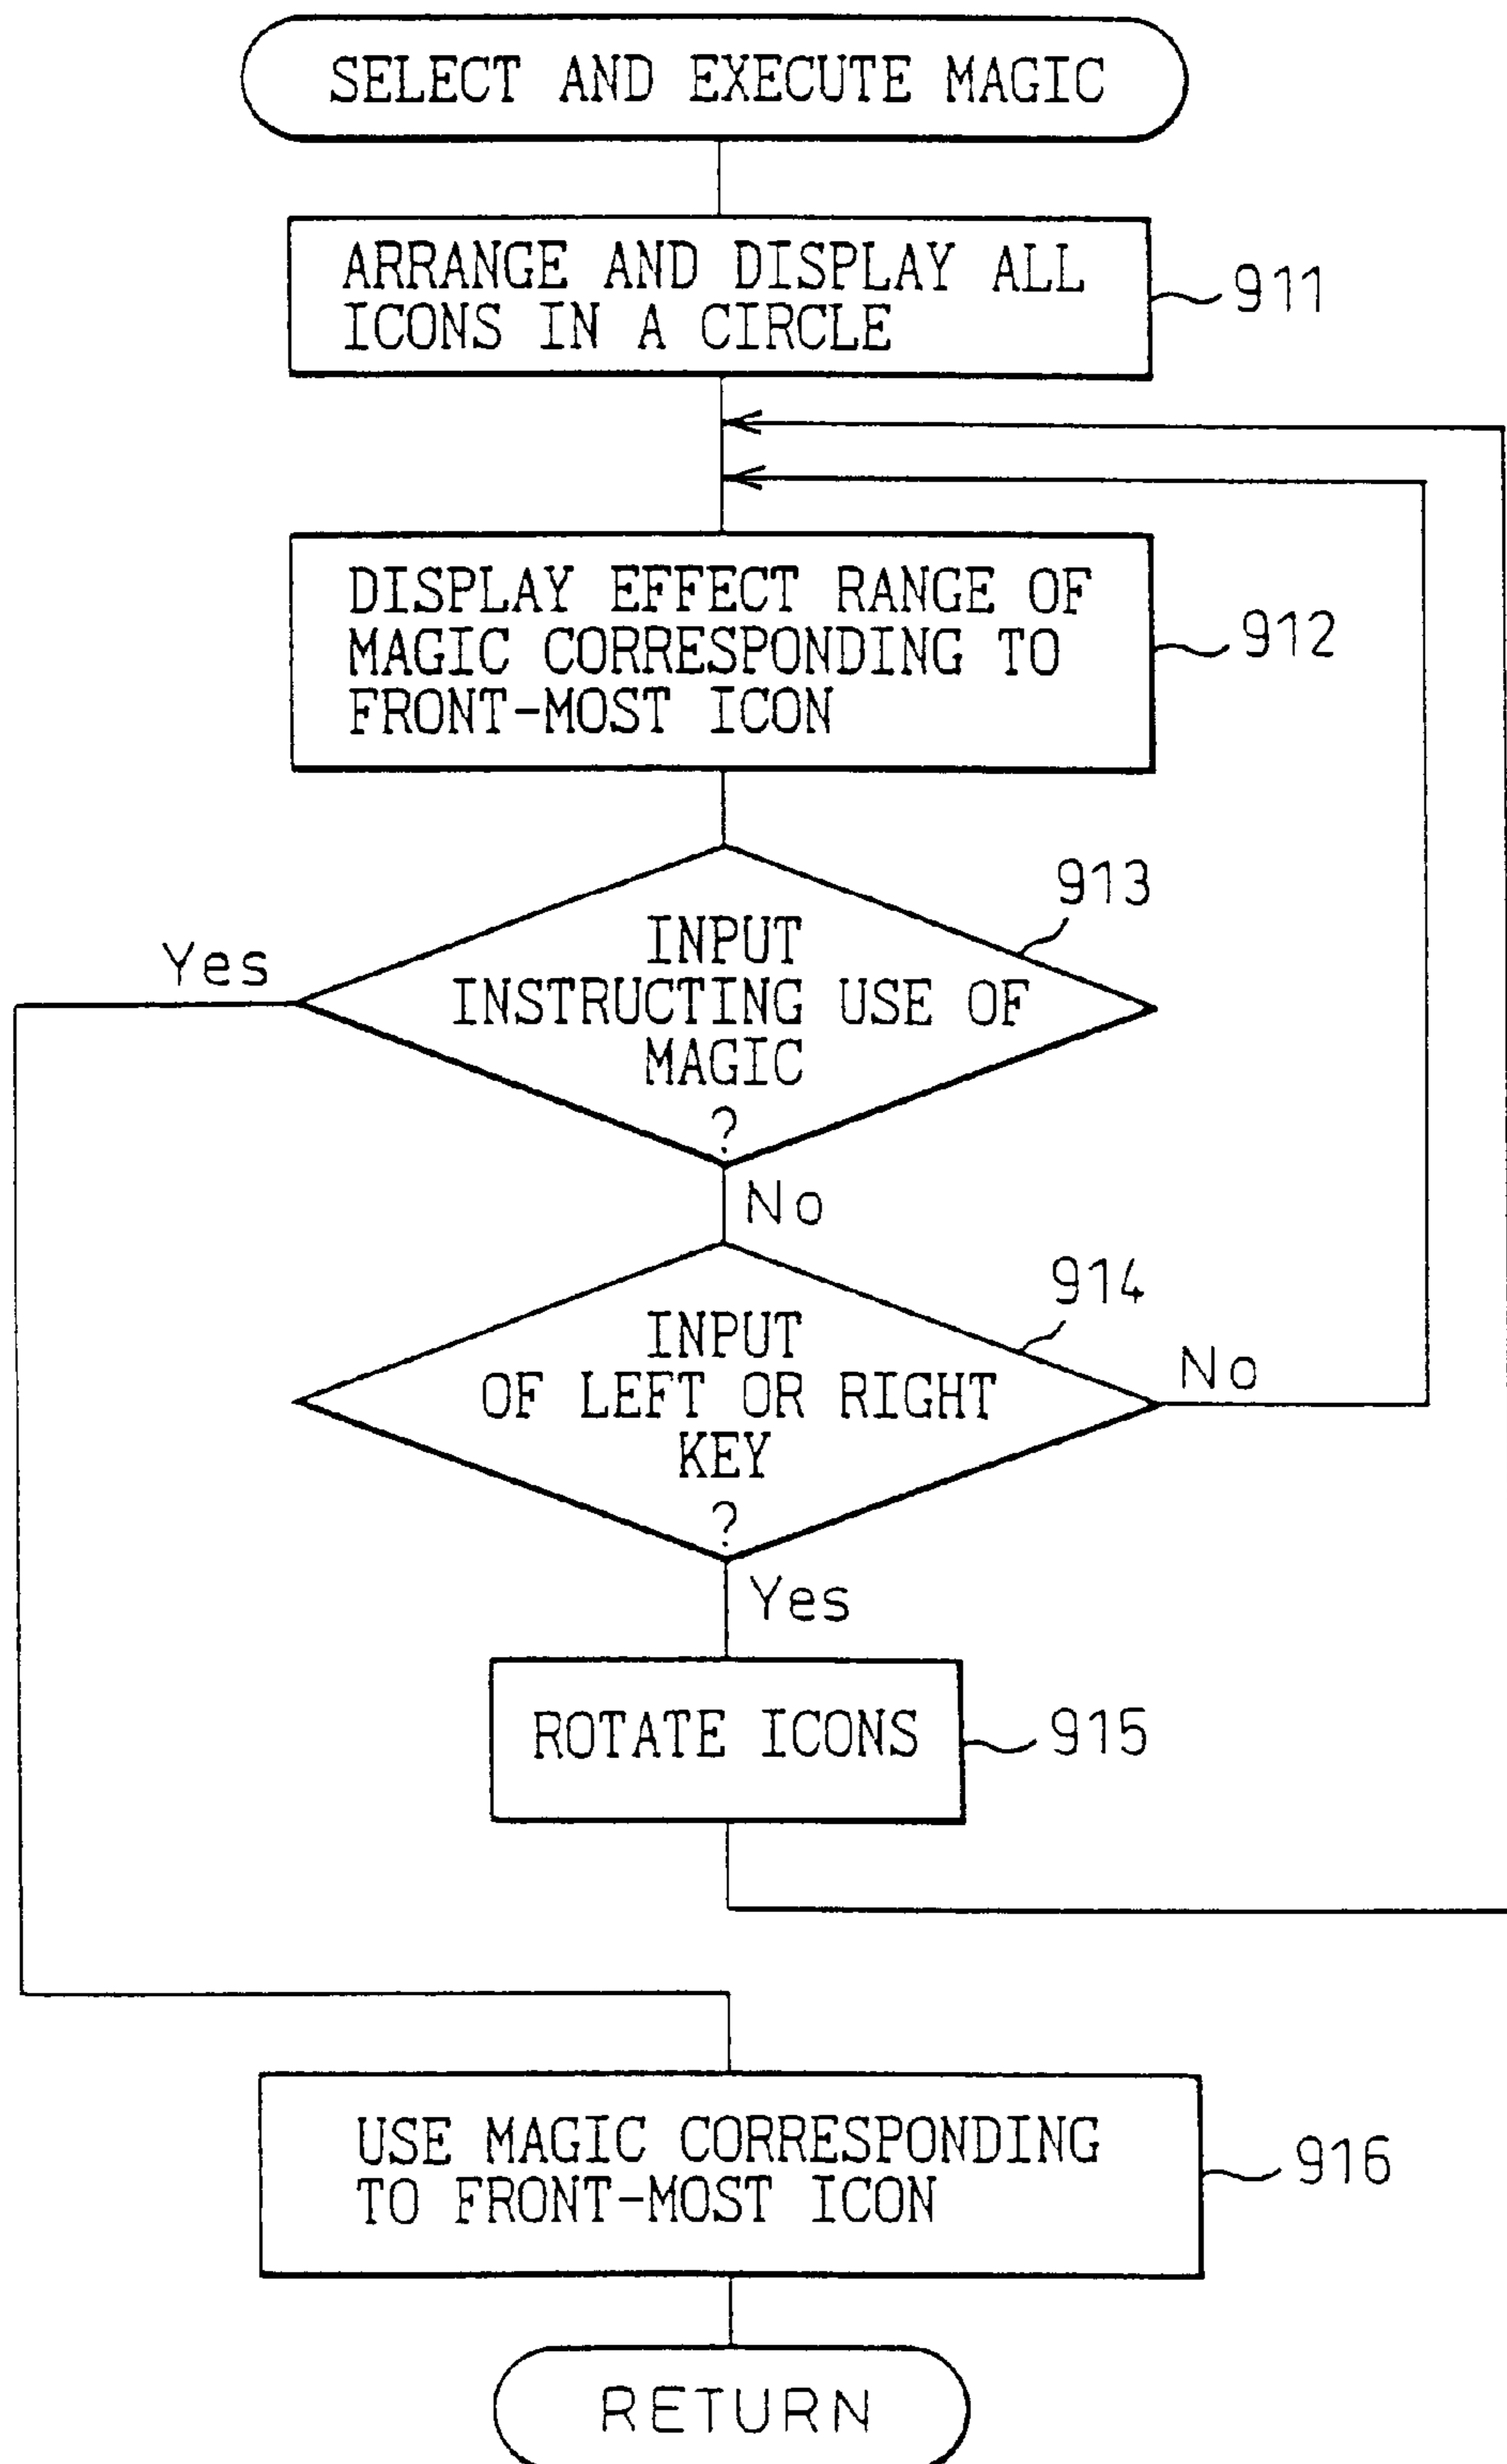 SELECT AND EXECUTE MAGIC
ARRANGE AND DISPLAY ALL
ICONS IN A CIRCLE
911
DISPLAY EFFECT RANGE OF
MAGIC CORRESPONDING TO
FRONT-MOST ICON
912
913
Yes
INPUT
INSTRUCTING USE OF
MAGIC
?
No
914
INPUT
OF LEFT OR RIGHT
KEY
?
No
Yes
ROTATE ICONS
915
USE MAGIC CORRESPONDING
TO FRONT-MOST ICON
916
RETURN